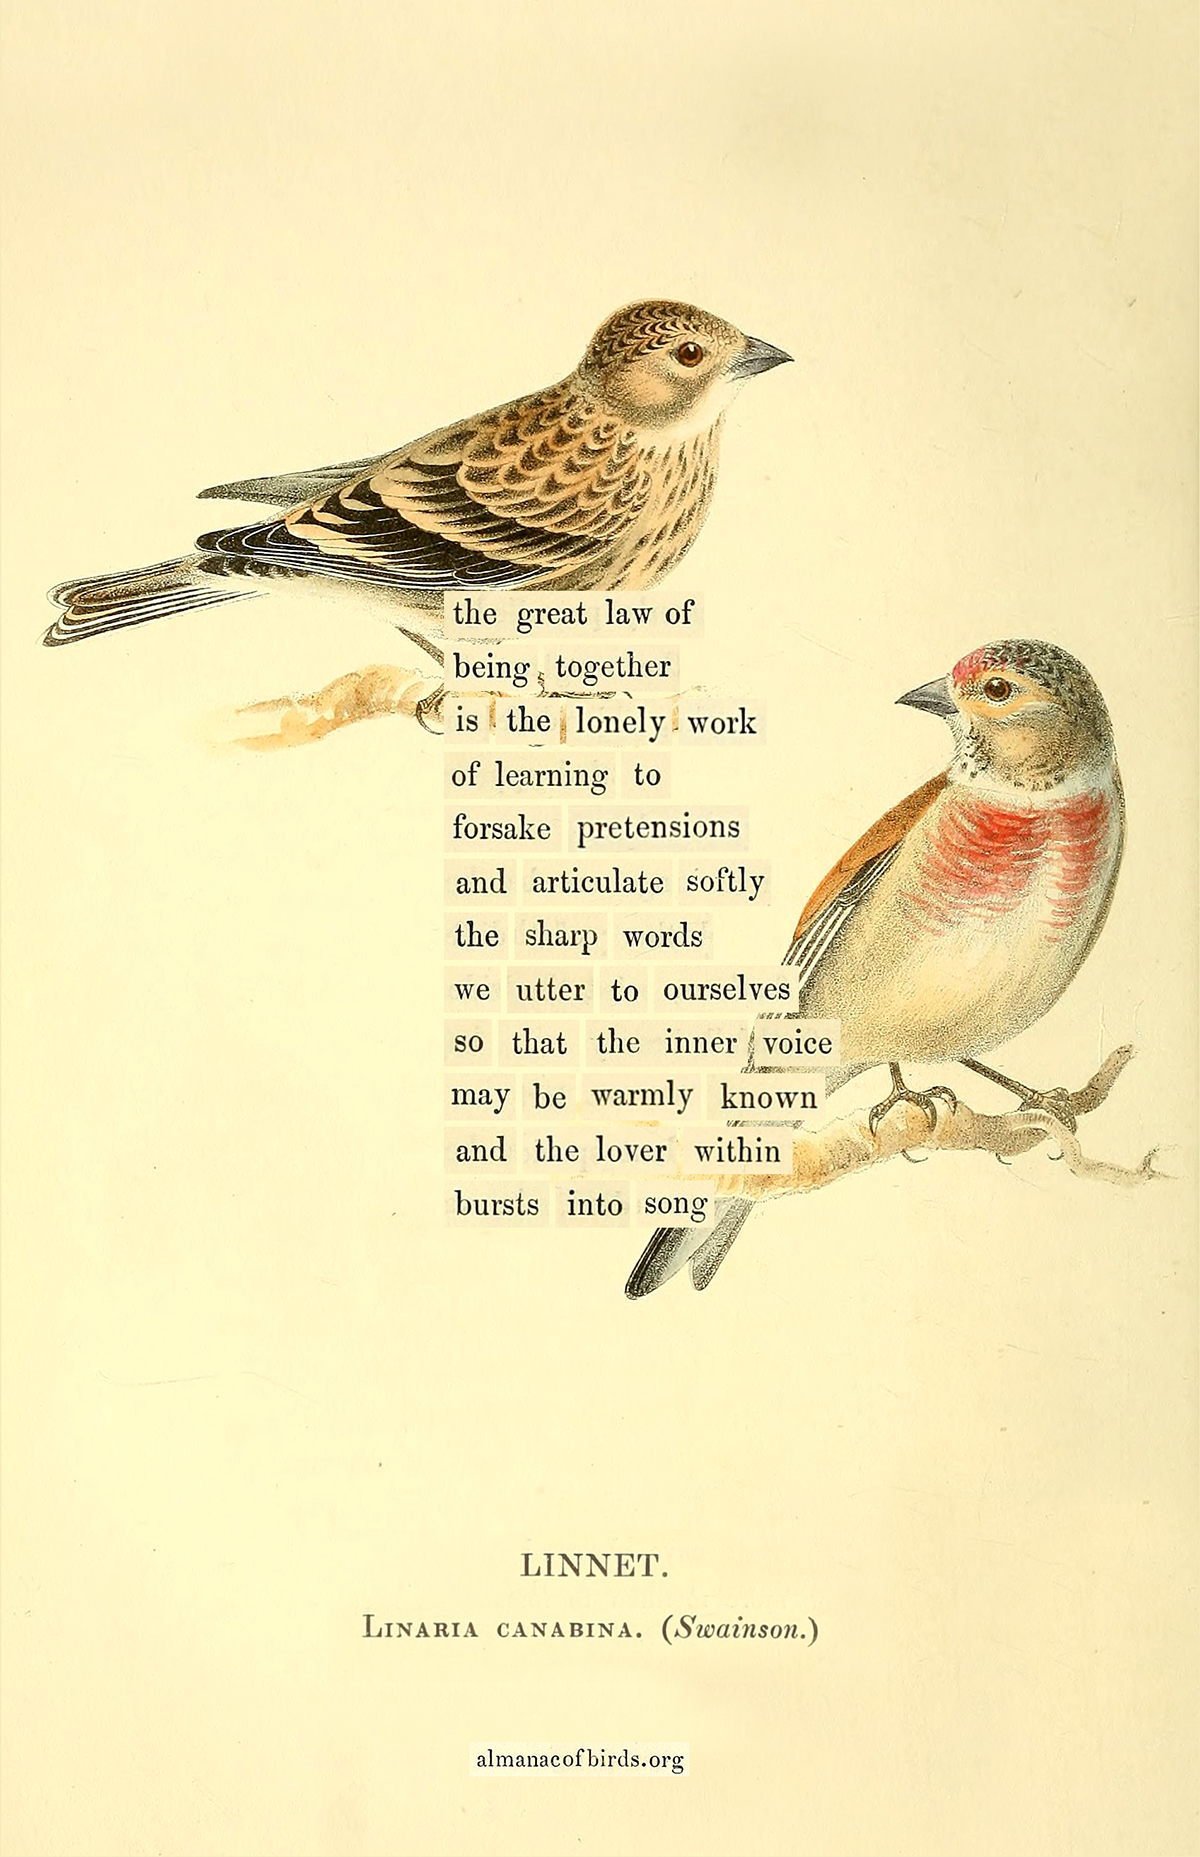 the great law of
being together
is the lonely work
of learning to
forsake pretensions
and articulate softly
the sharp words
we utter to ourselves
so that the inner voice
may be warmly known
and the lover within
bursts into song
LINNET.
LINARIA CANABINA. (Swainson.)
almanacofbirds.org